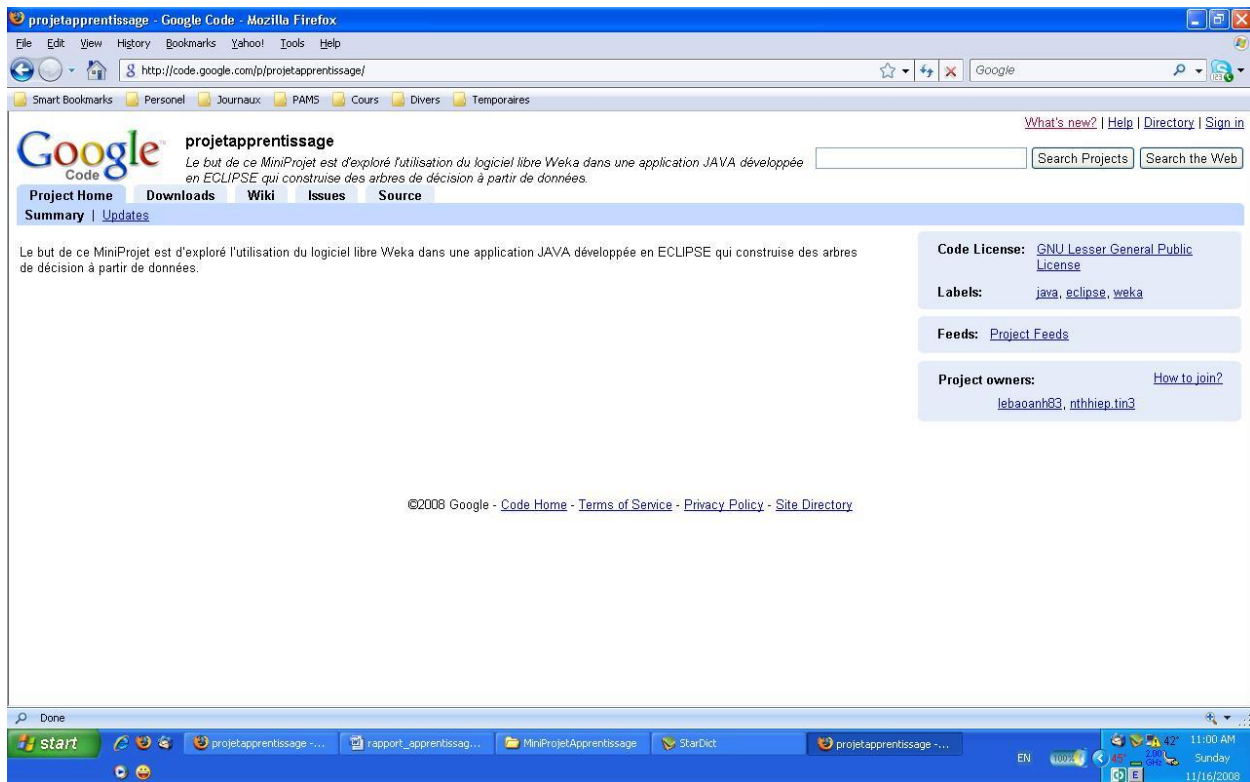 projetapprentissage - Google Code - Mozilla Firefox
File Edit View History Bookmarks Yahoo! Tools Help
http://code.google.com/p/projetapprentissage/ Google
Smart Bookmarks Personel Journaux PAMS Cours Divers Temporaires
What's new? | Help | Directory | Sign in
Google Code
projetapprentissage
Le but de ce MiniProjet est d'exploré l'utilisation du logiciel libre Weka dans une application JAVA développée
en ECLIPSE qui construise des arbres de décision à partir de données.
Search Projects Search the Web
Project Home Downloads Wiki Issues Source
Summary | Updates
Le but de ce MiniProjet est d'exploré l'utilisation du logiciel libre Weka dans une application JAVA développée en ECLIPSE qui construise des arbres
de décision à partir de données.
Code License: GNU Lesser General Public
License
Labels: java, eclipse, weka
Feeds: Project Feeds
Project owners: How to join?
lebaoanh83, nthhiep.tin3
©2008 Google - Code Home - Terms of Service - Privacy Policy - Site Directory
Done
start projetapprentissage -... rapport_apprentissag... MiniProjetApprentissage StarDict projetapprentissage -...
EN 100% 45° 2.00 GHz 42° 11:00 AM
Sunday
E 11/16/2008